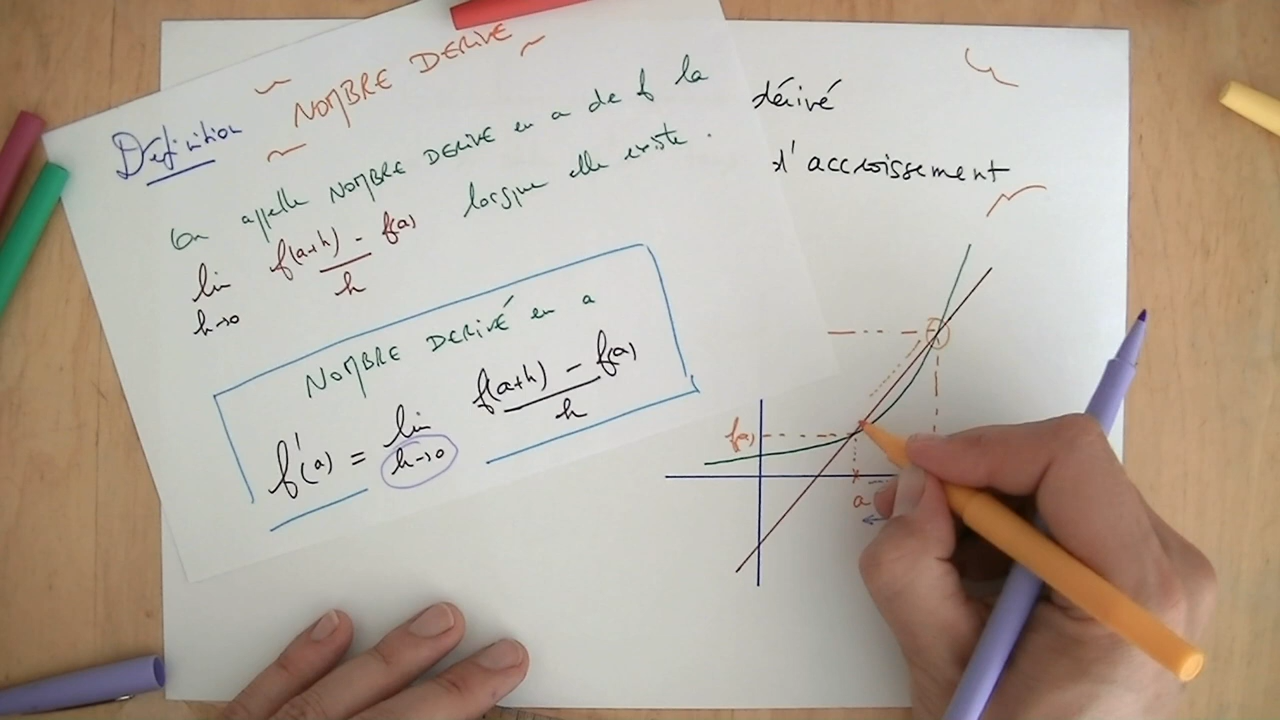 NOMBRE DERIVE
Définition
On appelle NOMBRE DERIVE en a de f la
lim f(a+h) - f(a) lorsque elle existe.
h→0 h
NOMBRE DERIVÉ en a
f'(a) = lim f(a+h) - f(a)
h→0 h
dérivé
d'accroissement
f(a)
a